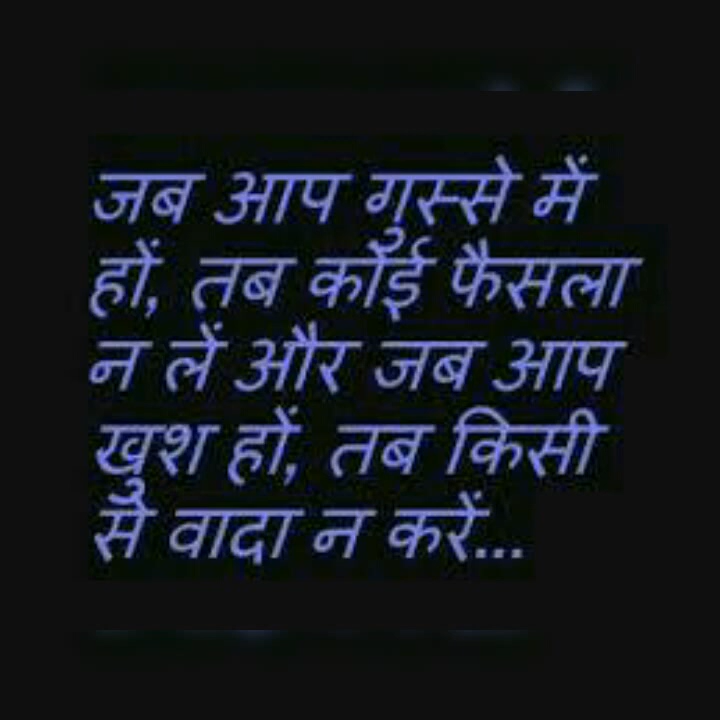 जब आप गुस्से में
हों, तब कोई फैसला
न लें और जब आप
खुश हों, तब किसी
से वादा न करें...